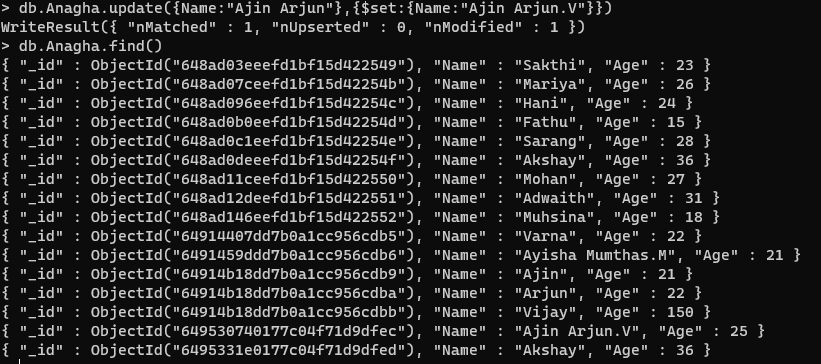 > db.Anagha.update({Name:"Ajin Arjun"},{$set:{Name:"Ajin Arjun.V"}})
WriteResult({ "nMatched" : 1, "nUpserted" : 0, "nModified" : 1 })
> db.Anagha.find()
{ "_id" : ObjectId("648ad03eeefd1bf15d422549"), "Name" : "Sakthi", "Age" : 23 }
{ "_id" : ObjectId("648ad07ceefd1bf15d42254b"), "Name" : "Mariya", "Age" : 26 }
{ "_id" : ObjectId("648ad096eefd1bf15d42254c"), "Name" : "Hani", "Age" : 24 }
{ "_id" : ObjectId("648ad0b0eefd1bf15d42254d"), "Name" : "Fathu", "Age" : 15 }
{ "_id" : ObjectId("648ad0c1eefd1bf15d42254e"), "Name" : "Sarang", "Age" : 28 }
{ "_id" : ObjectId("648ad0deeefd1bf15d42254f"), "Name" : "Akshay", "Age" : 36 }
{ "_id" : ObjectId("648ad11ceefd1bf15d422550"), "Name" : "Mohan", "Age" : 27 }
{ "_id" : ObjectId("648ad12deefd1bf15d422551"), "Name" : "Adwaith", "Age" : 31 }
{ "_id" : ObjectId("648ad146eefd1bf15d422552"), "Name" : "Muhsina", "Age" : 18 }
{ "_id" : ObjectId("64914407dd7b0a1cc956cdb5"), "Name" : "Varna", "Age" : 22 }
{ "_id" : ObjectId("6491459ddd7b0a1cc956cdb6"), "Name" : "Ayisha Mumthas.M", "Age" : 21 }
{ "_id" : ObjectId("64914b18dd7b0a1cc956cdb9"), "Name" : "Ajin", "Age" : 21 }
{ "_id" : ObjectId("64914b18dd7b0a1cc956cdba"), "Name" : "Arjun", "Age" : 22 }
{ "_id" : ObjectId("64914b18dd7b0a1cc956cdbb"), "Name" : "Vijay", "Age" : 150 }
{ "_id" : ObjectId("649530740177c04f71d9dfec"), "Name" : "Ajin Arjun.V", "Age" : 25 }
{ "_id" : ObjectId("6495331e0177c04f71d9dfed"), "Name" : "Akshay", "Age" : 36 }